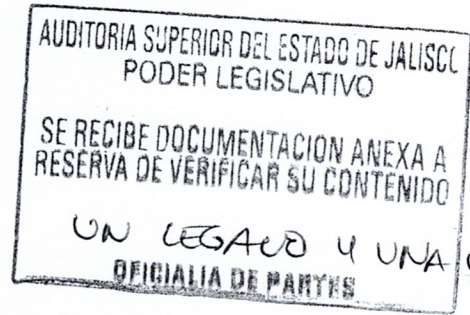 AUDITORIA SUPERIOR DEL ESTADO DE JALISCO
PODER LEGISLATIVO
SE RECIBE DOCUMENTACION ANEXA A
RESERVA DE VERIFICAR SU CONTENIDO
UN LEGAJO Y UNA
OFICIALIA DE PARTES